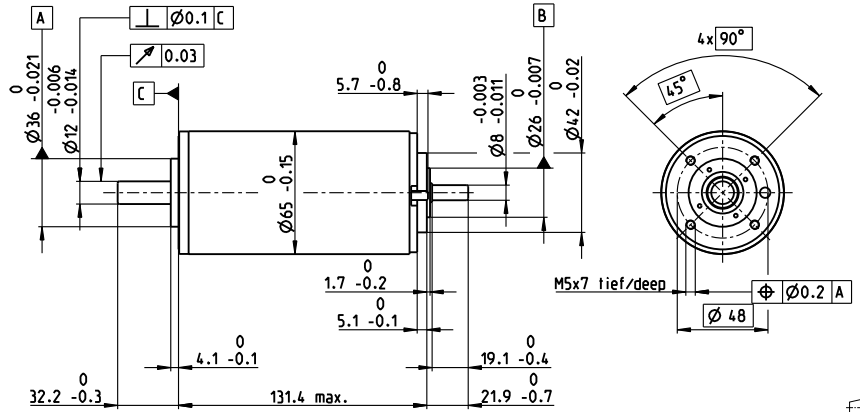 A
⊥ Ø0.1 C
↗ 0.03
C
Ø36 0 -0.021
Ø12 -0.006 -0.014
5.7 0 -0.8
B
Ø8 -0.003 -0.011
Ø26 0 -0.007
Ø42 0 -0.02
4x 90°
45°
Ø65 0 -0.15
1.7 0 -0.2
5.1 0 -0.1
M5x7 tief/deep
⌖ Ø0.2 A
Ø 48
4.1 0 -0.1
19.1 0 -0.4
32.2 0 -0.3
131.4 max.
21.9 0 -0.7